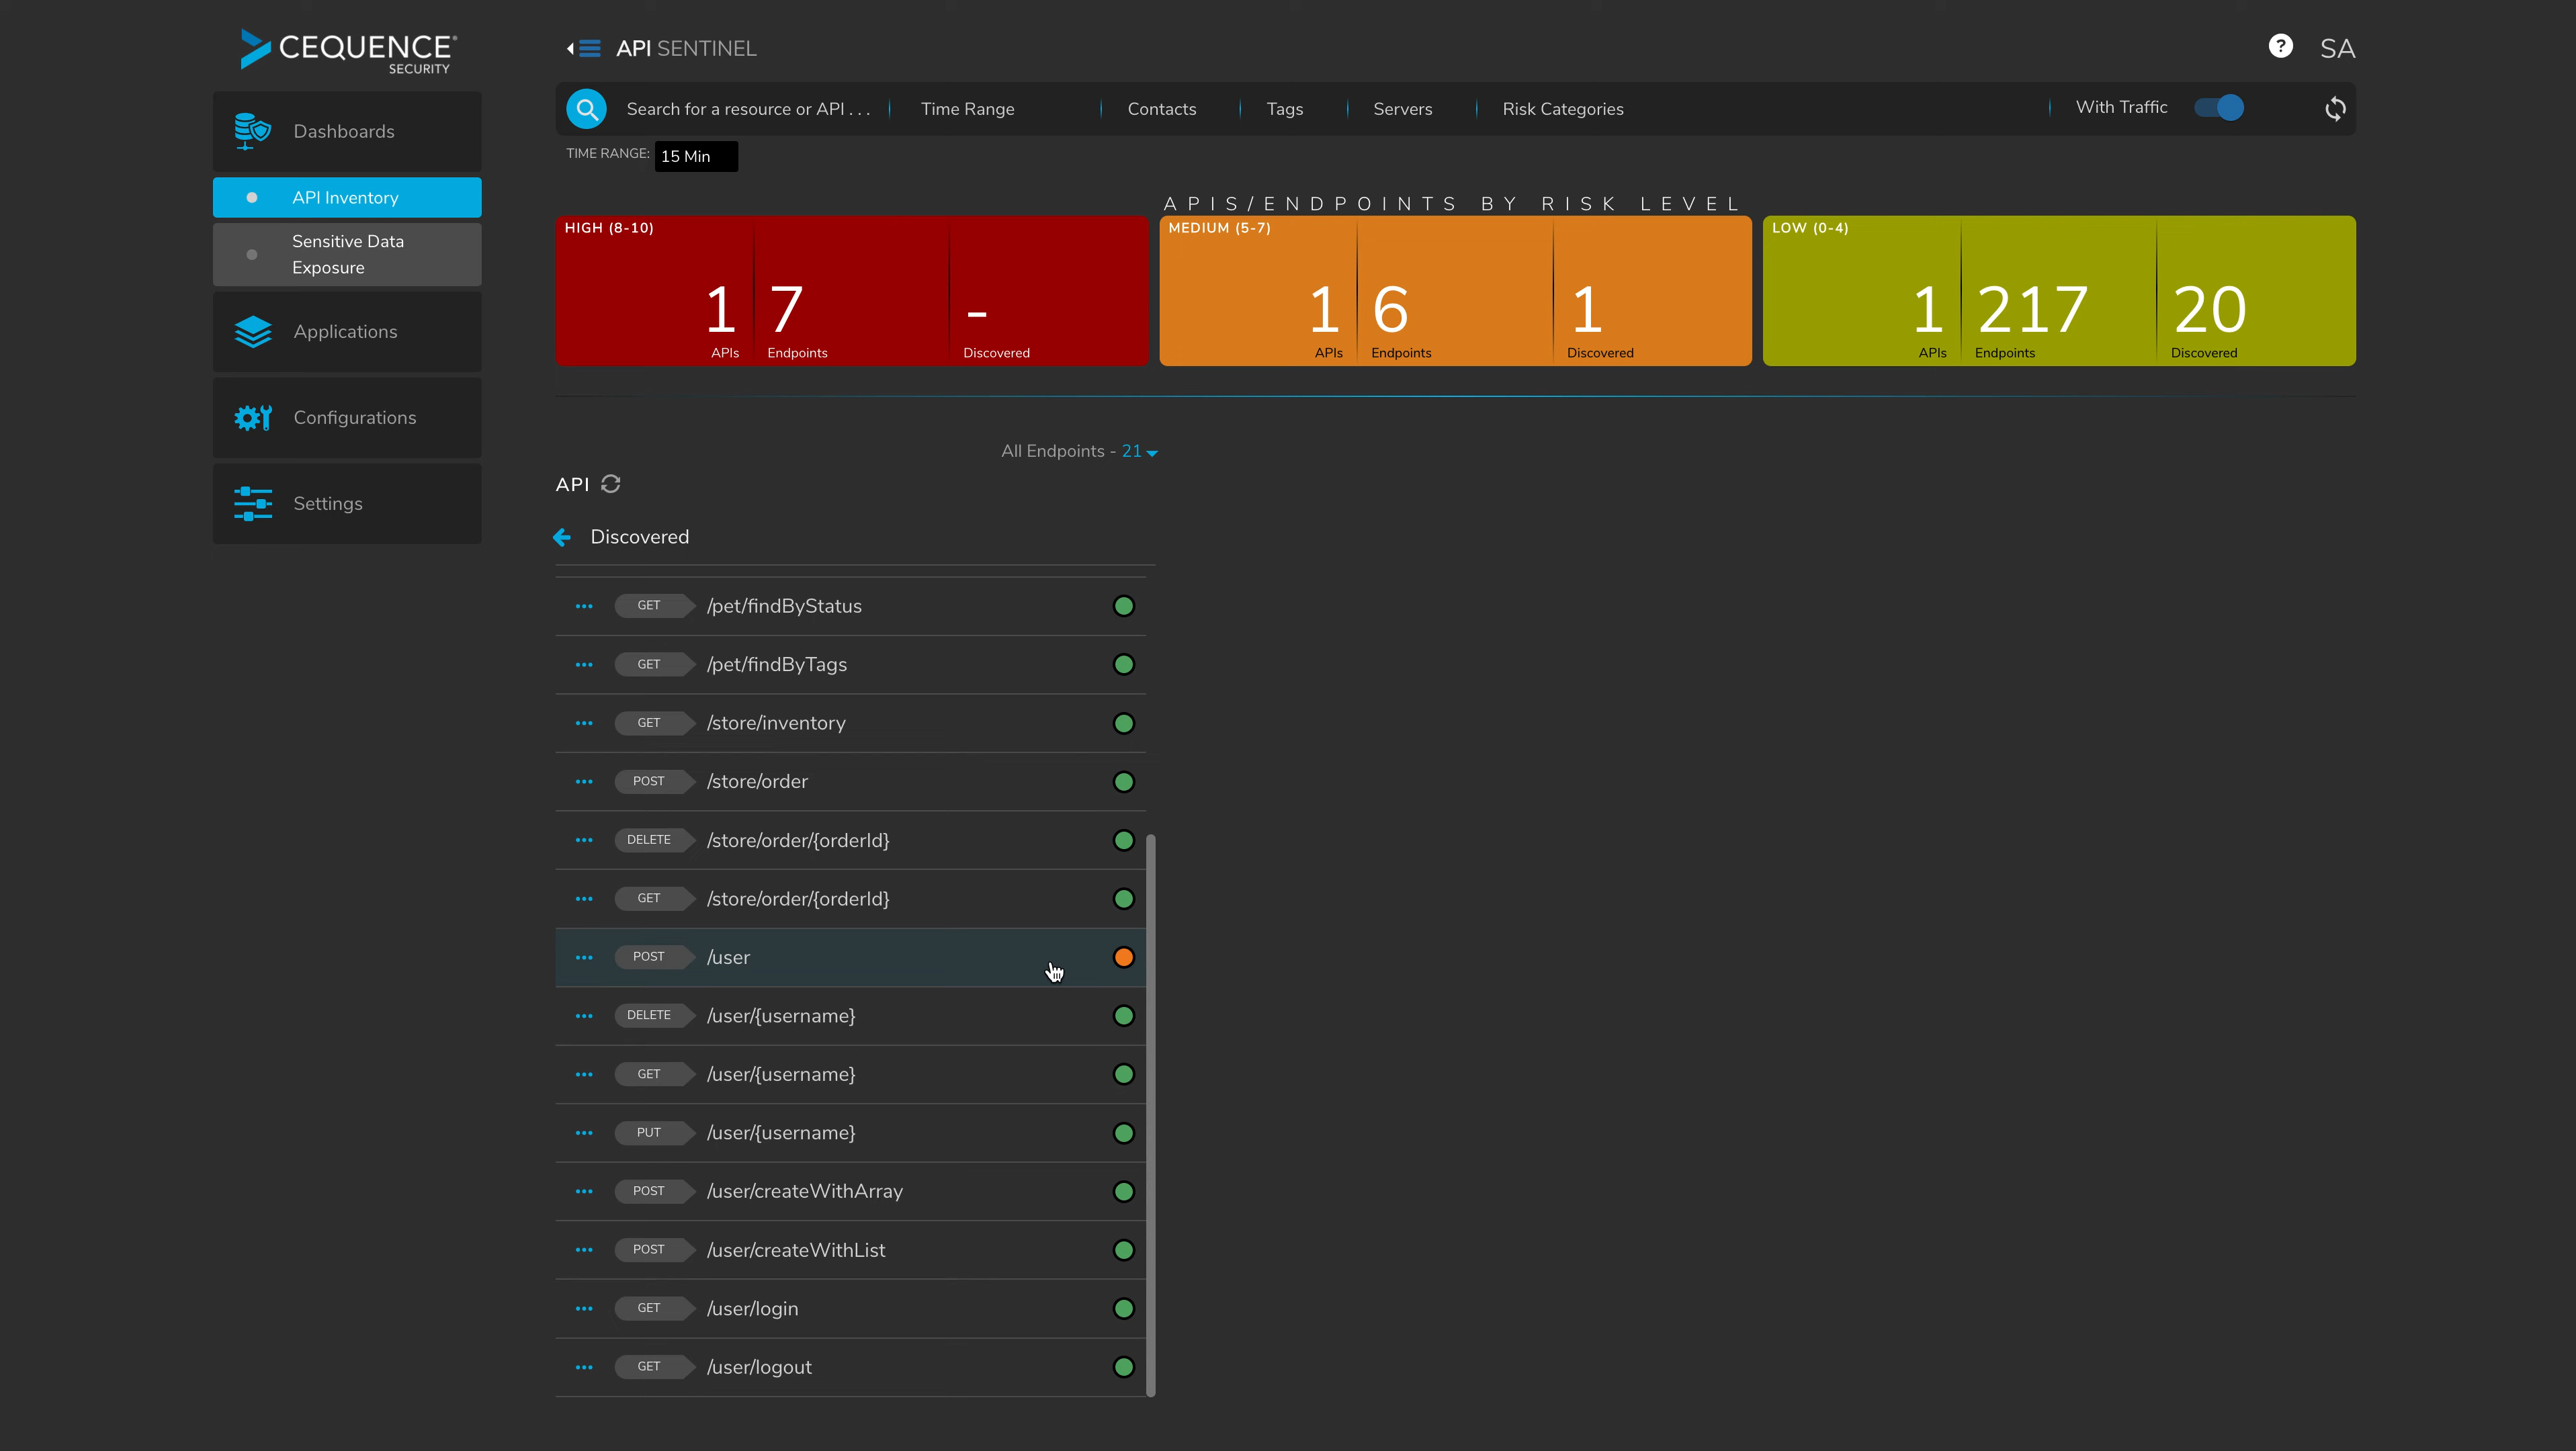 CEQUENCE
SECURITY
API SENTINEL
?
SA
Dashboards
API Inventory
Sensitive Data
Exposure
Applications
Configurations
Settings
Search for a resource or API . . .
Time Range
Contacts
Tags
Servers
Risk Categories
With Traffic
TIME RANGE: 15 Min
APIS/ENDPOINTS BY RISK LEVEL
HIGH (8-10)
1 7 -
APIs Endpoints Discovered
MEDIUM (5-7)
1 6 1
APIs Endpoints Discovered
LOW (0-4)
1 217 20
APIs Endpoints Discovered
All Endpoints - 21
API
Discovered
GET /pet/findByStatus
GET /pet/findByTags
GET /store/inventory
POST /store/order
DELETE /store/order/{orderId}
GET /store/order/{orderId}
POST /user
DELETE /user/{username}
GET /user/{username}
PUT /user/{username}
POST /user/createWithArray
POST /user/createWithList
GET /user/login
GET /user/logout